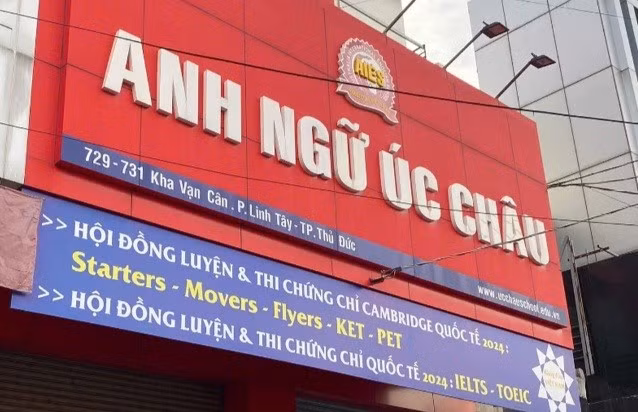 AIES
ANH NGỮ ÚC CHÂU
729-731 Kha Vạn Cân, P. Linh Tây - TP. Thủ Đức
www.ucchauschool.edu.vn
>> HỘI ĐỒNG LUYỆN & THI CHỨNG CHỈ CAMBRIDGE QUỐC TẾ 2024 :
Starters - Movers - Flyers - KET - PET
>> HỘI ĐỒNG LUYỆN & THI CHỨNG CHỈ QUỐC TẾ 2024 : IELTS - TOEIC